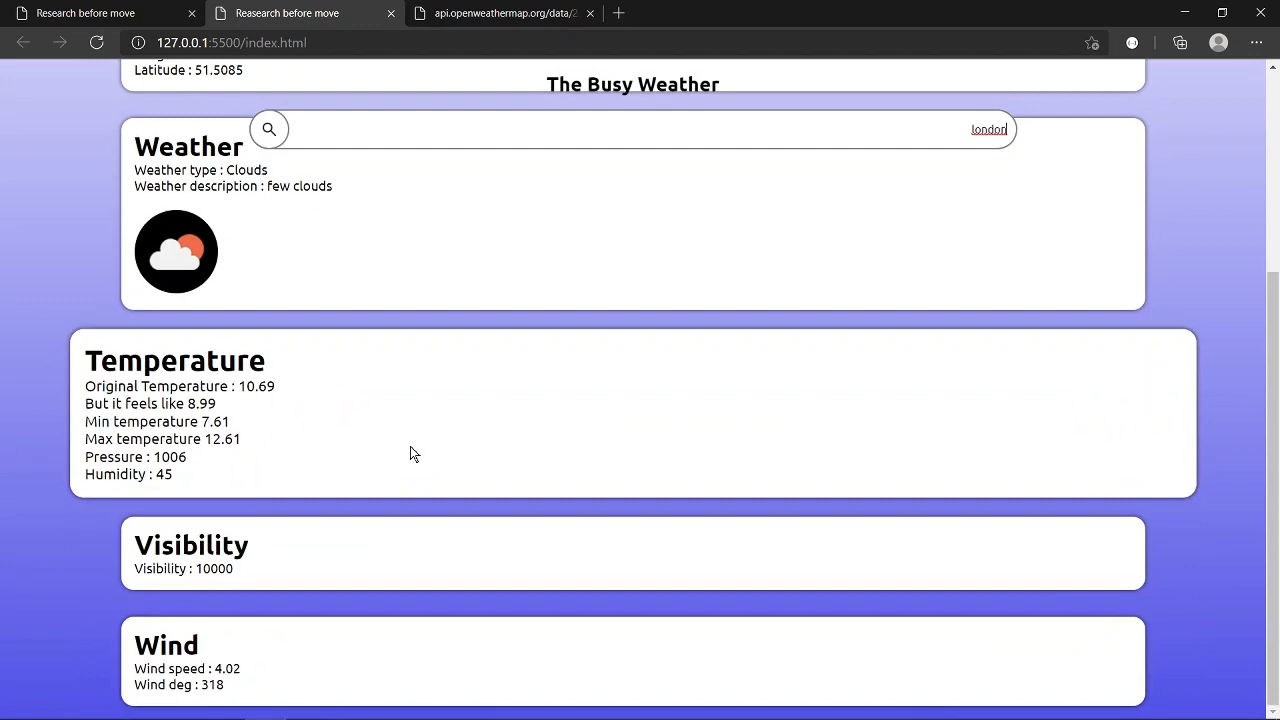 Research before move
Reasearch before move
api.openweathermap.org/data/2
127.0.0.1:5500/index.html
Latitude : 51.5085
The Busy Weather
london
Weather
Weather type : Clouds
Weather description : few clouds
Temperature
Original Temperature : 10.69
But it feels like 8.99
Min temperature 7.61
Max temperature 12.61
Pressure : 1006
Humidity : 45
Visibility
Visibility : 10000
Wind
Wind speed : 4.02
Wind deg : 318